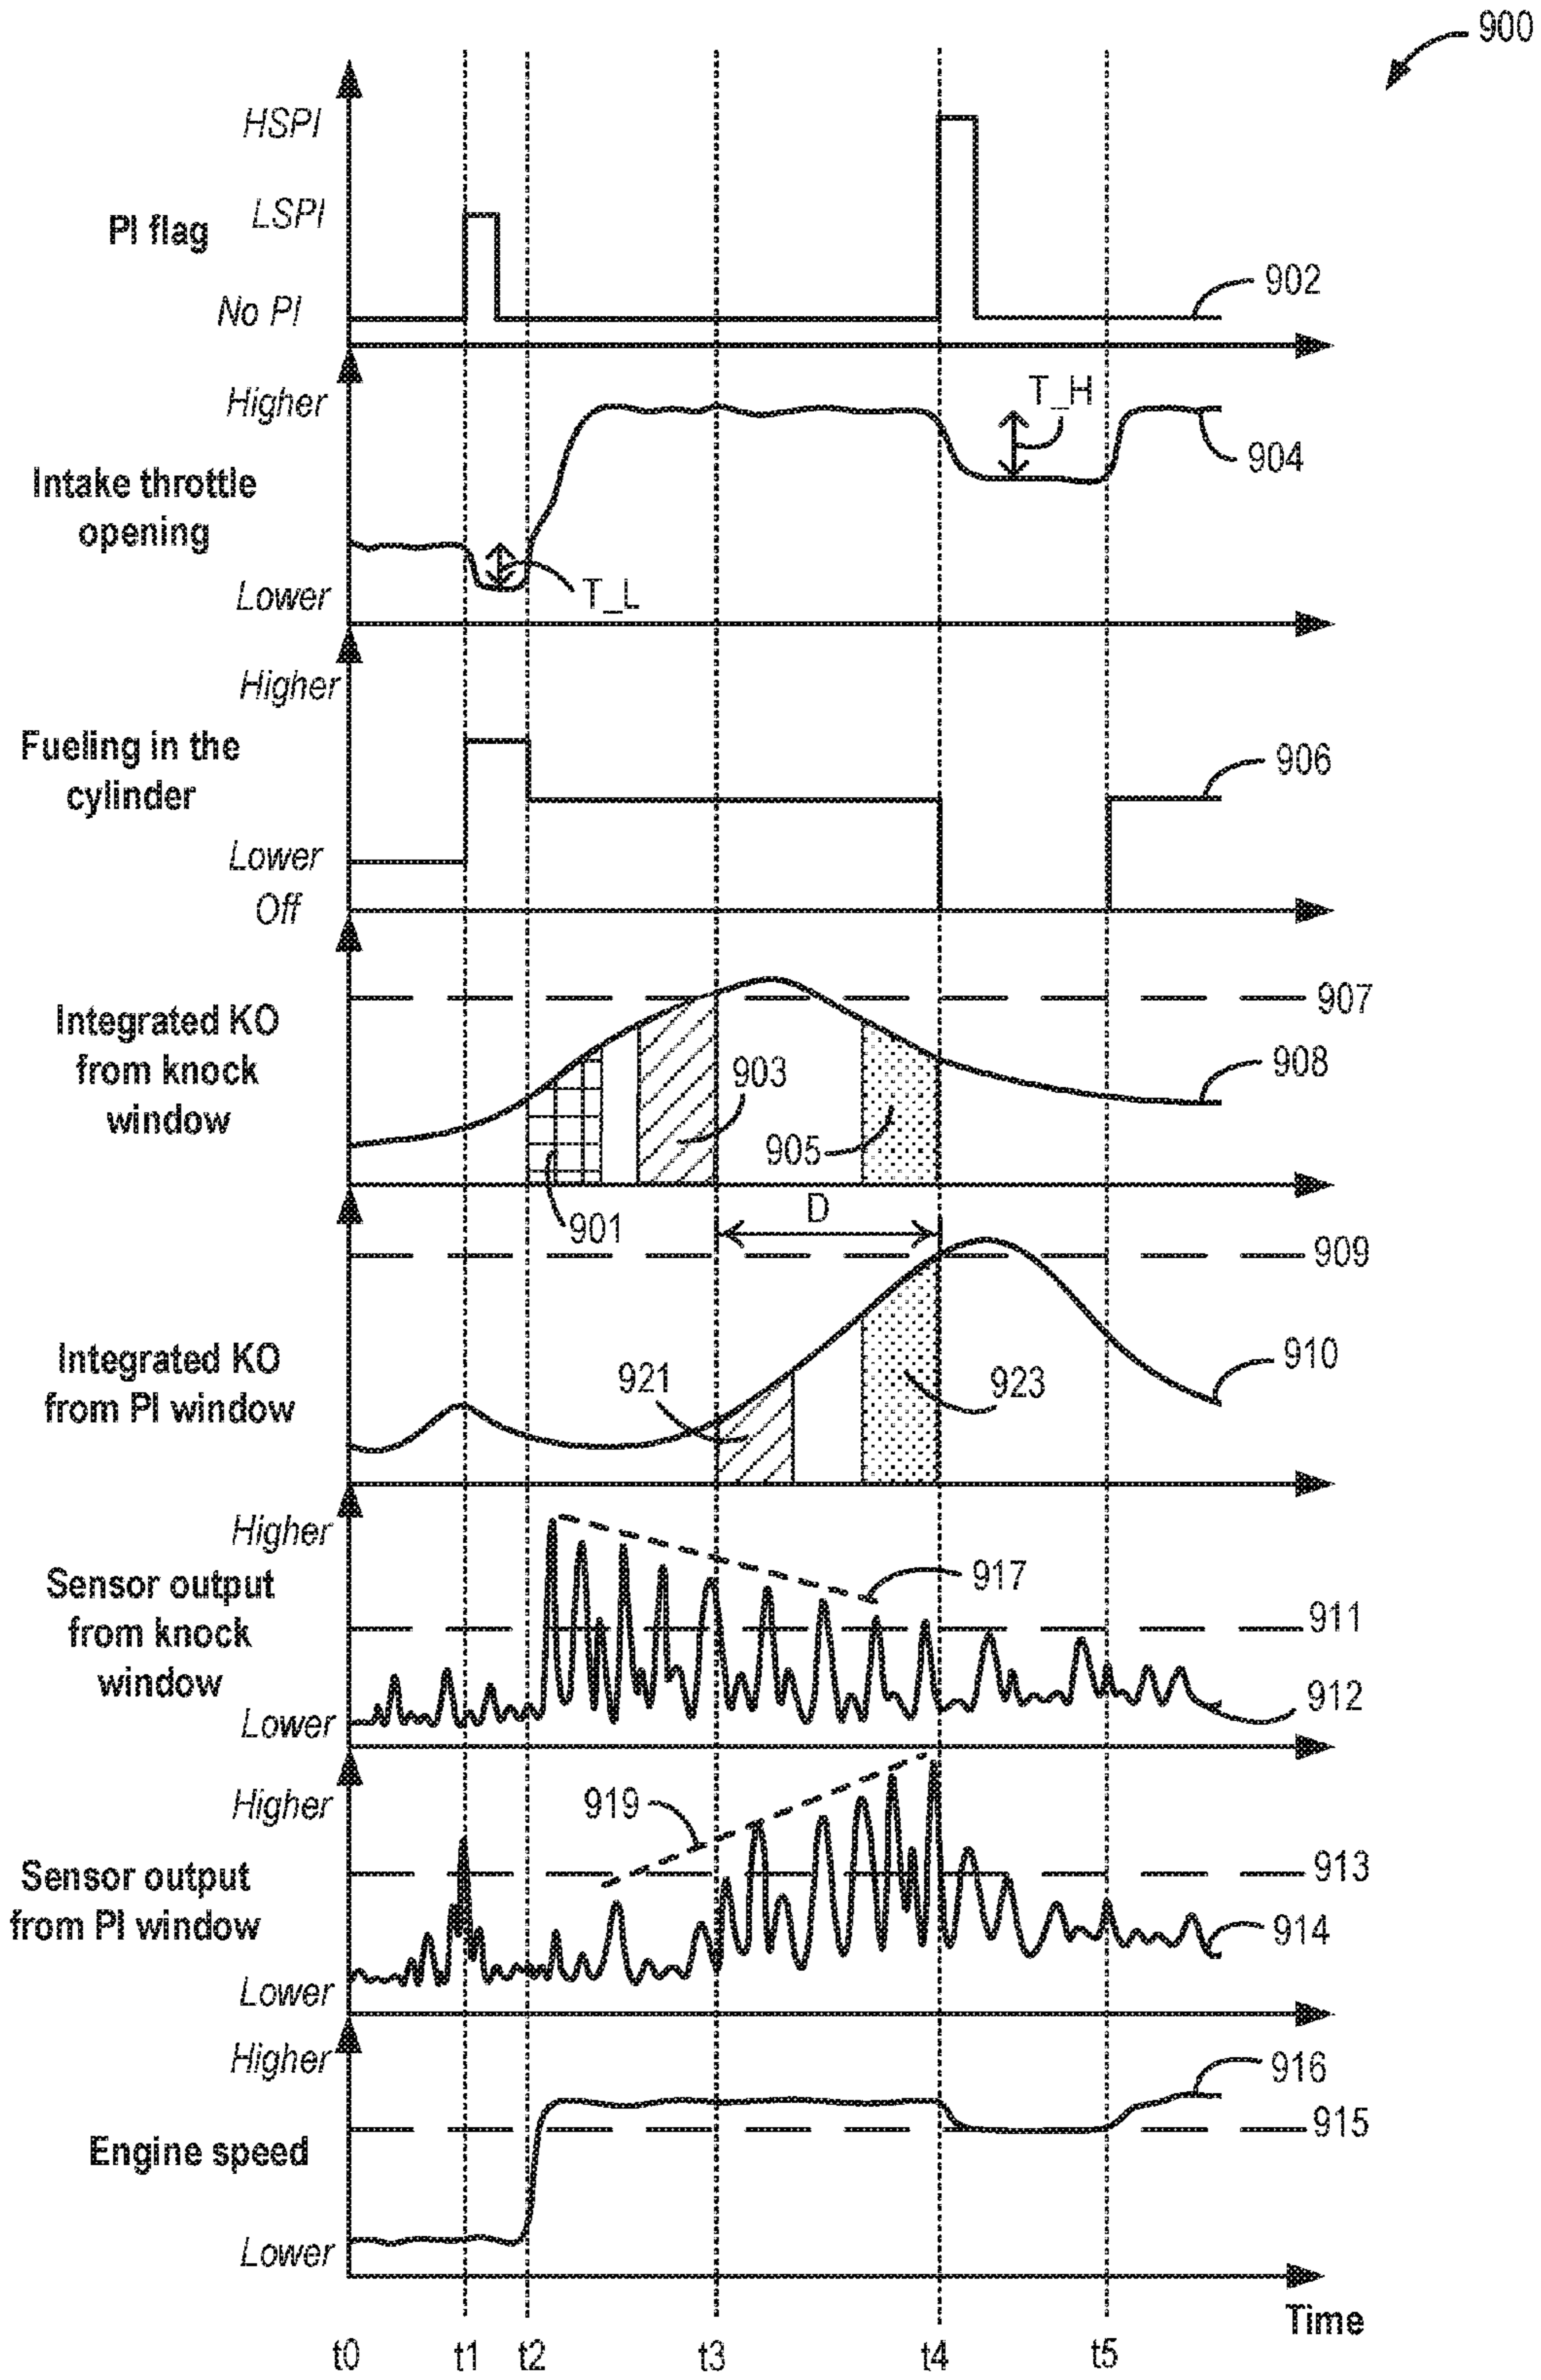 900
HSPI
LSPI
PI flag
No PI
902
Higher
T_H
904
Intake throttle
opening
T_L
Lower
Higher
Fueling in the
cylinder
906
Lower
Off
907
Integrated KO
from knock
window
903
908
905
901
D
909
Integrated KO
from PI window
921
923
910
Higher
Sensor output
from knock
window
917
911
912
Lower
Higher
919
Sensor output
from PI window
913
914
Lower
Higher
916
915
Engine speed
Lower
Time
t0 t1 t2 t3 t4 t5